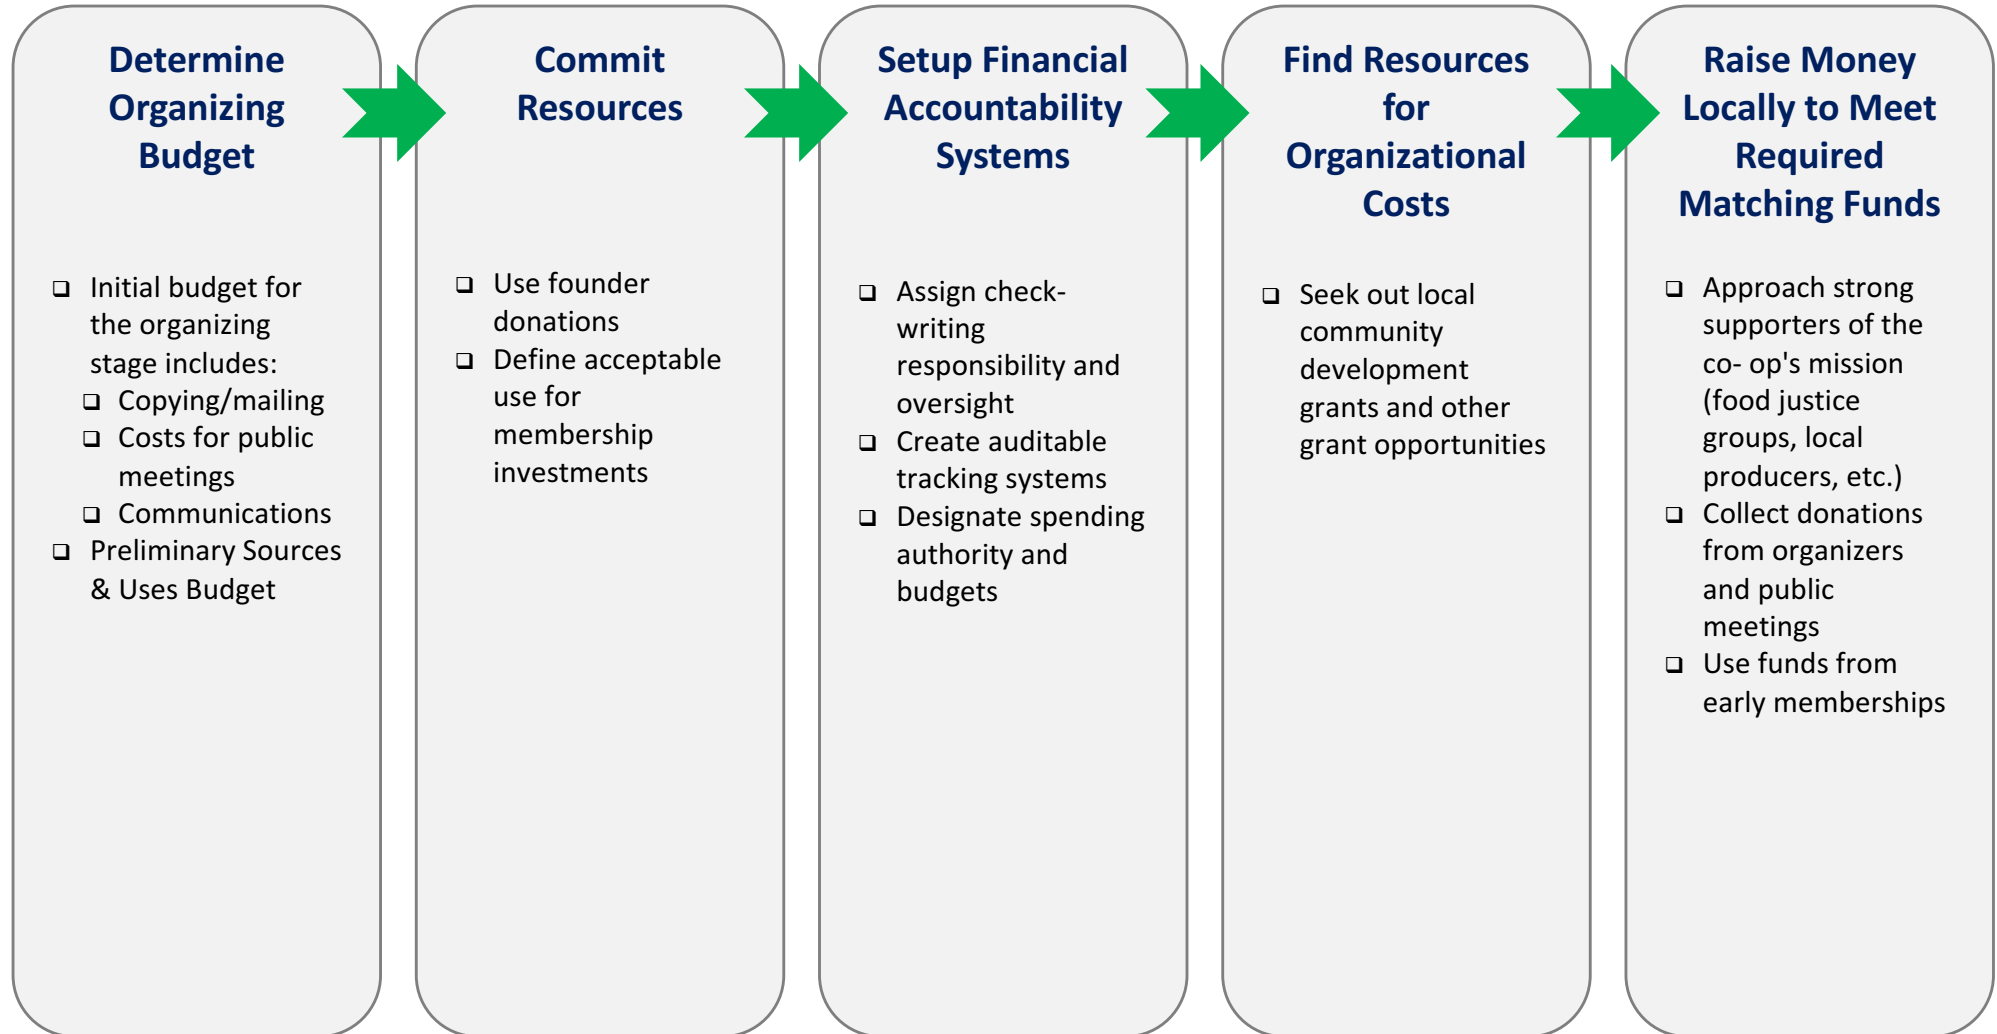 Determine
Organizing
Budget
❑ Initial budget for
the organizing
stage includes:
❑ Copying/mailing
❑ Costs for public
meetings
❑ Communications
❑ Preliminary Sources
& Uses Budget
Commit
Resources
❑ Use founder
donations
❑ Define acceptable
use for
membership
investments
Setup Financial
Accountability
Systems
❑ Assign check-
writing
responsibility and
oversight
❑ Create auditable
tracking systems
❑ Designate spending
authority and
budgets
Find Resources
for
Organizational
Costs
❑ Seek out local
community
development
grants and other
grant opportunities
Raise Money
Locally to Meet
Required
Matching Funds
❑ Approach strong
supporters of the
co- op's mission
(food justice
groups, local
producers, etc.)
❑ Collect donations
from organizers
and public
meetings
❑ Use funds from
early memberships